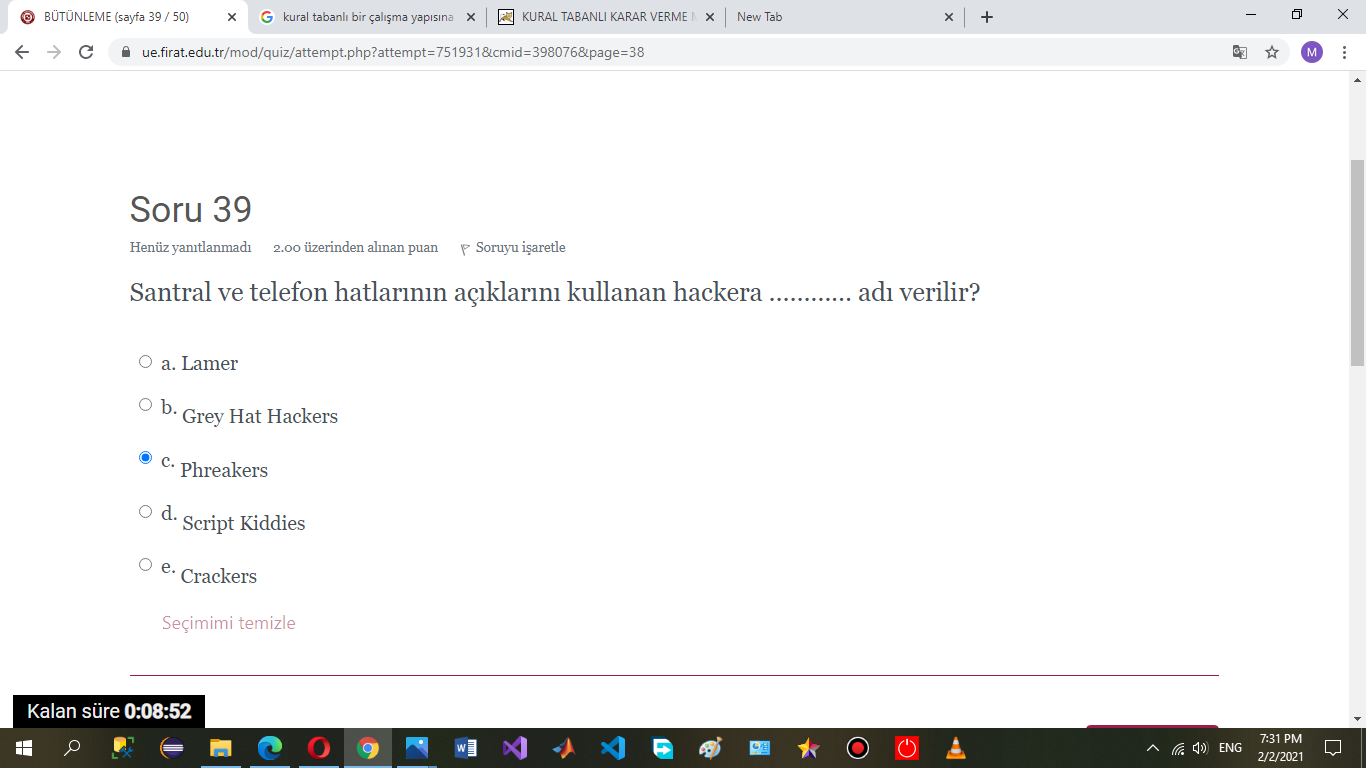 BÜTÜNLEME (sayfa 39 / 50)
kural tabanlı bir çalışma yapısına
KURAL TABANLI KARAR VERME
New Tab
ue.firat.edu.tr/mod/quiz/attempt.php?attempt=751931&cmid=398076&page=38
M
Soru 39
Henüz yanıtlanmadı 2.00 üzerinden alınan puan Soruyu işaretle
Santral ve telefon hatlarının açıklarını kullanan hackera ............ adı verilir?
a. Lamer
b. Grey Hat Hackers
c. Phreakers
d. Script Kiddies
e. Crackers
Seçimimi temizle
Kalan süre 0:08:52
ENG
7:31 PM
2/2/2021